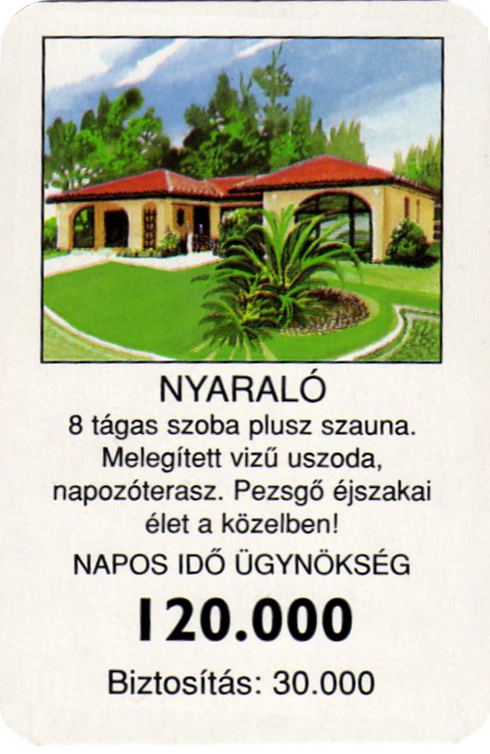 NYARALÓ
8 tágas szoba plusz szauna.
Melegített vizű uszoda,
napozóterasz. Pezsgő éjszakai
élet a közelben!
NAPOS IDŐ ÜGYNÖKSÉG
120.000
Biztosítás: 30.000